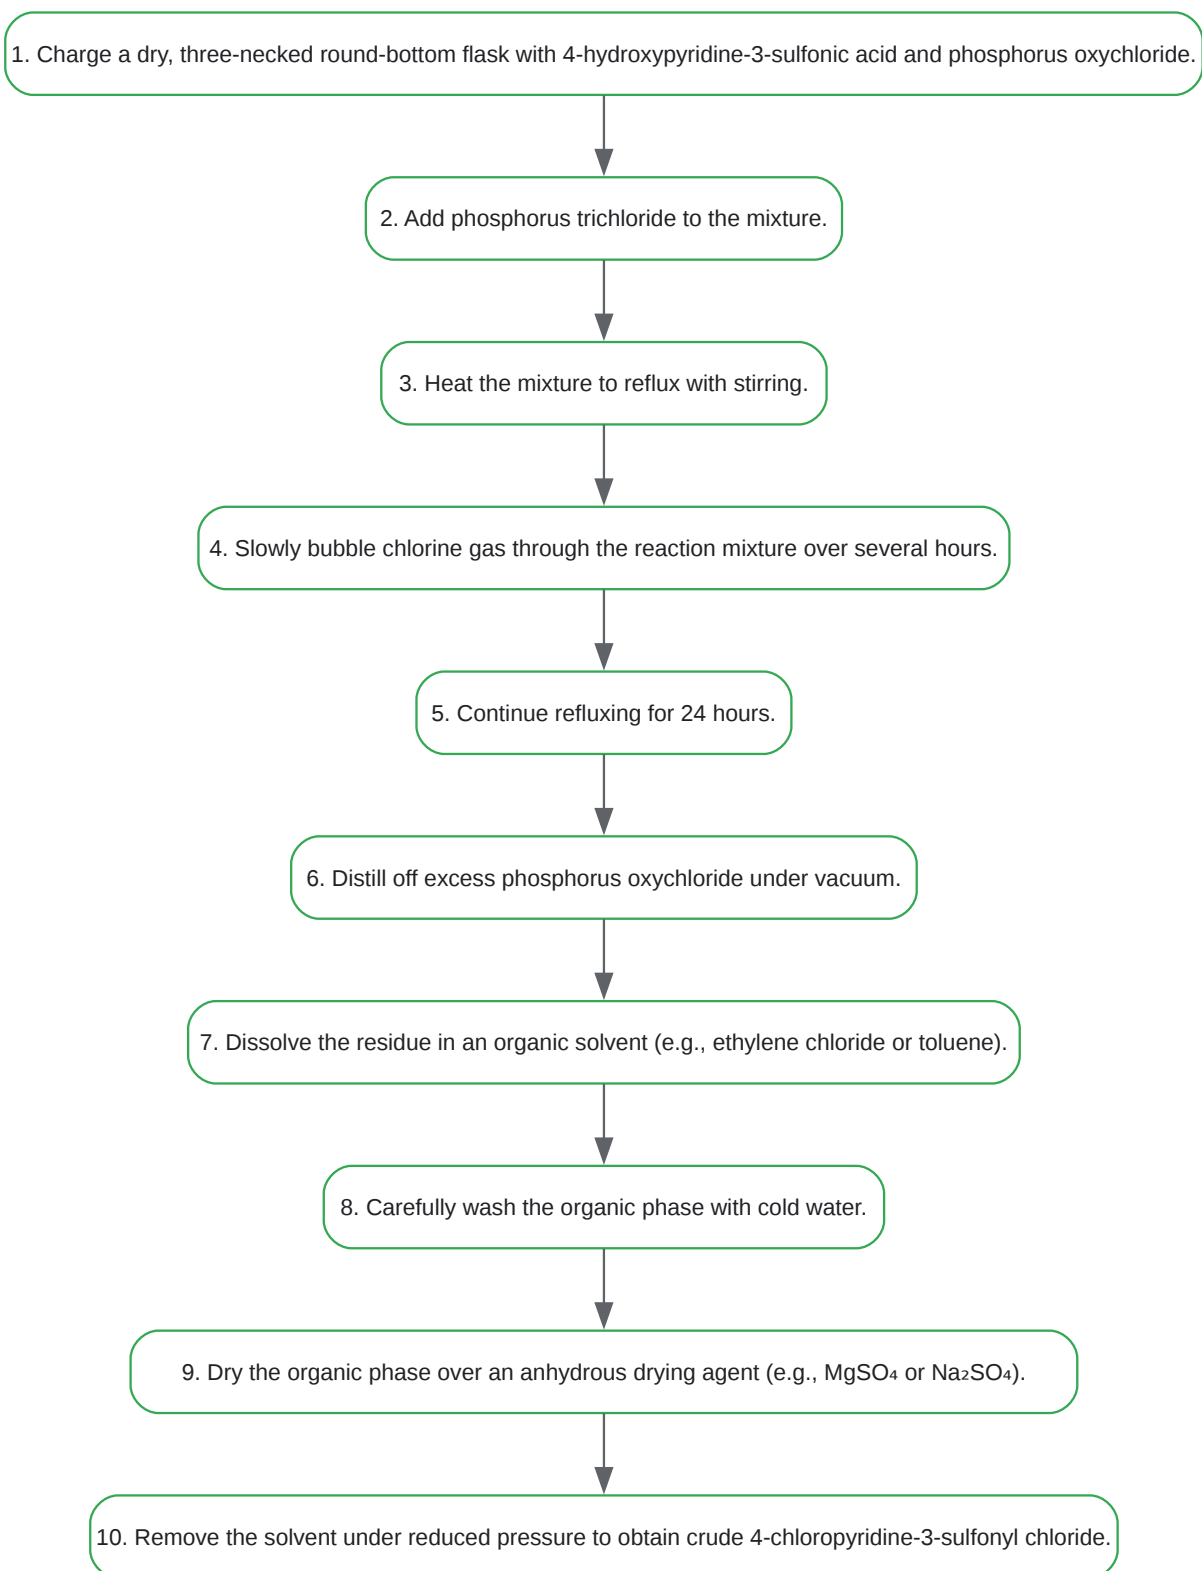 1. Charge a dry, three-necked round-bottom flask with 4-hydroxypyridine-3-sulfonic acid and phosphorus oxychloride.
2. Add phosphorus trichloride to the mixture.
3. Heat the mixture to reflux with stirring.
4. Slowly bubble chlorine gas through the reaction mixture over several hours.
5. Continue refluxing for 24 hours.
6. Distill off excess phosphorus oxychloride under vacuum.
7. Dissolve the residue in an organic solvent (e.g., ethylene chloride or toluene).
8. Carefully wash the organic phase with cold water.
9. Dry the organic phase over an anhydrous drying agent (e.g., MgSO₄ or Na₂SO₄).
10. Remove the solvent under reduced pressure to obtain crude 4-chloropyridine-3-sulfonyl chloride.